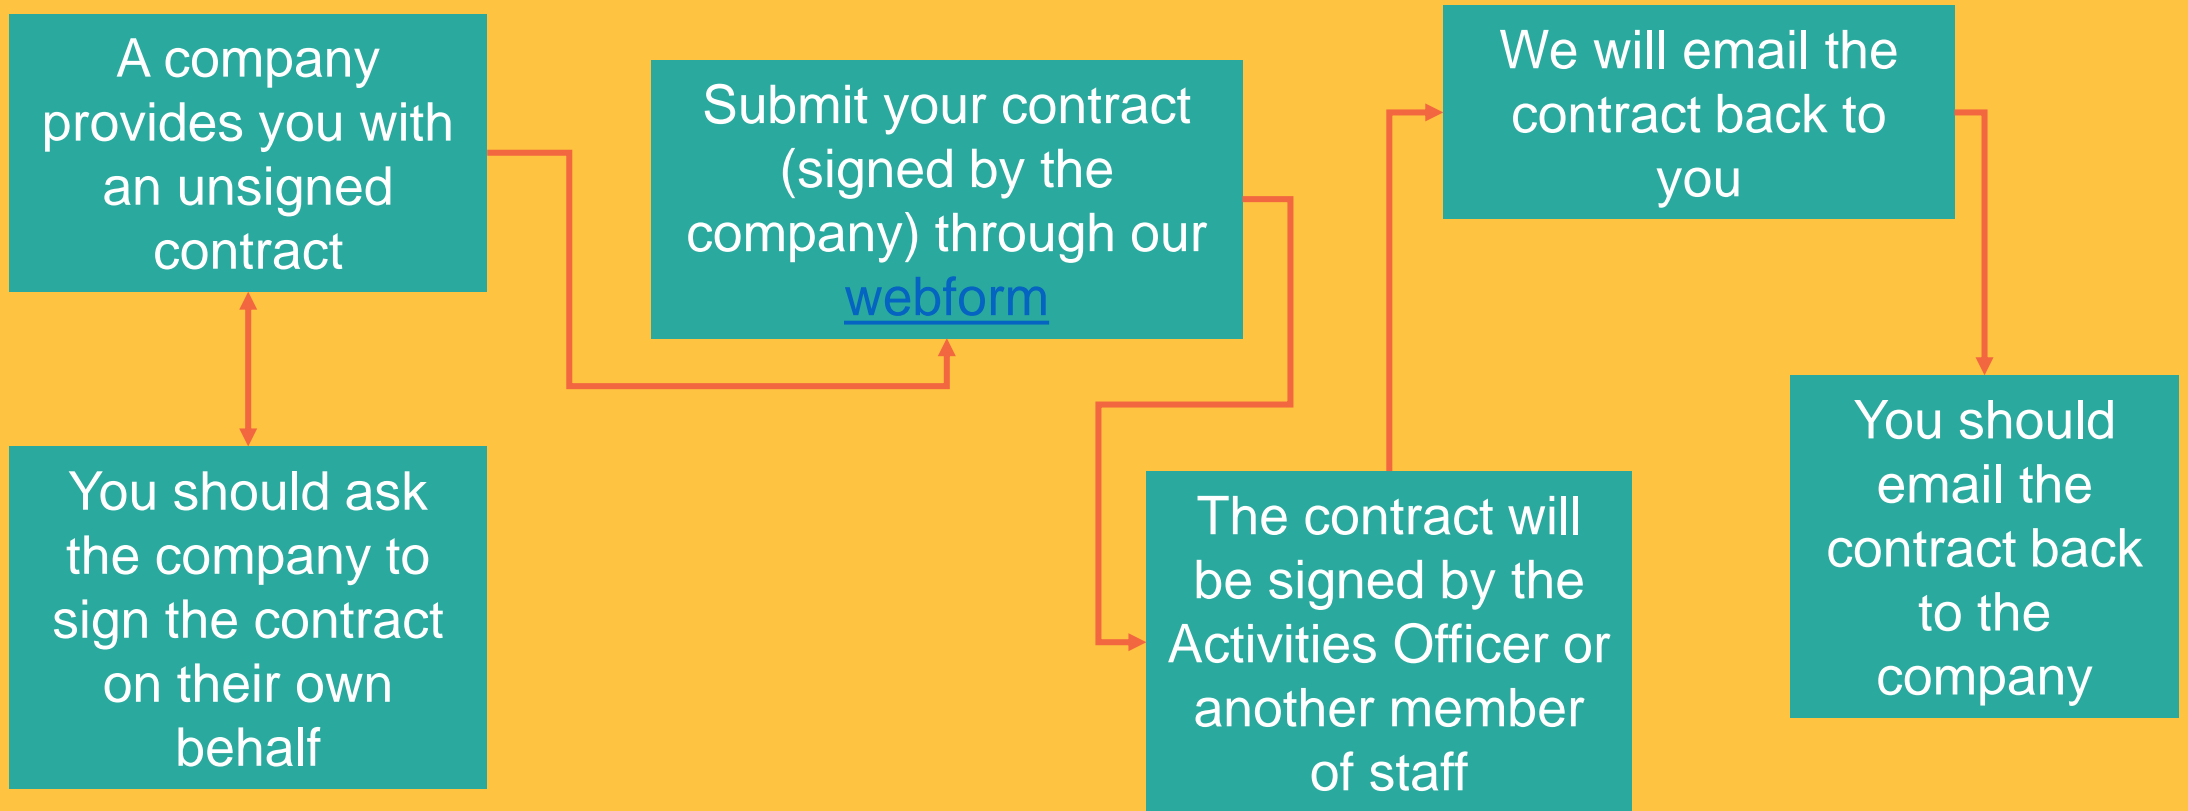 A company
provides you with
an unsigned
contract
You should ask
the company to
sign the contract
on their own
behalf
Submit your contract
(signed by the
company) through our
webform
The contract will
be signed by the
Activities Officer or
another member
of staff
We will email the
contract back to
you
You should
email the
contract back
to the
company